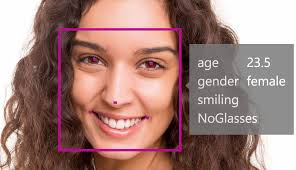 age 23.5
gender female
smiling
NoGlasses